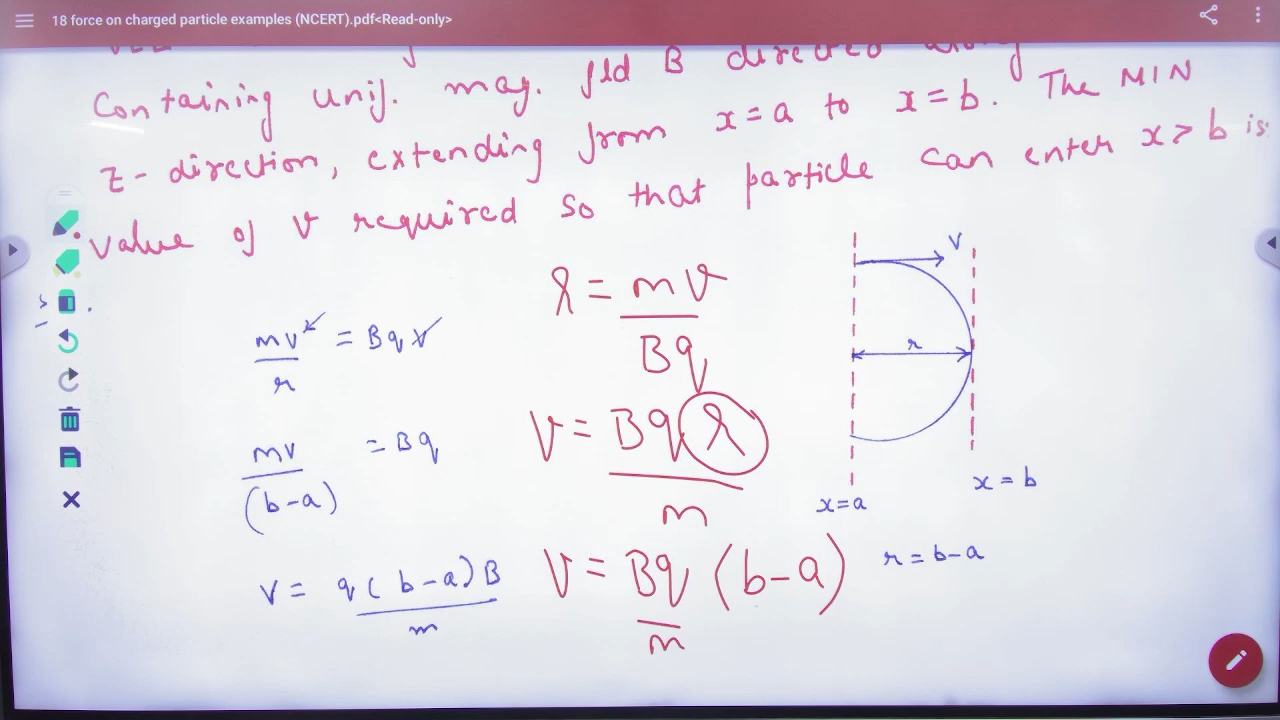 18 force on charged particle examples (NCERT).pdf<Read-only>
Containing unif. mag. fld B directed along
z-direction, extending from x=a to x=b. The MIN
value of v required so that particle can enter x>b is
r = mv/Bq
mv²/r = Bqv
V = Bqr/m
mv/(b-a) = Bq
V = q(b-a)B/m
V = Bq/m (b-a)
V
r
x=a
x=b
r=b-a